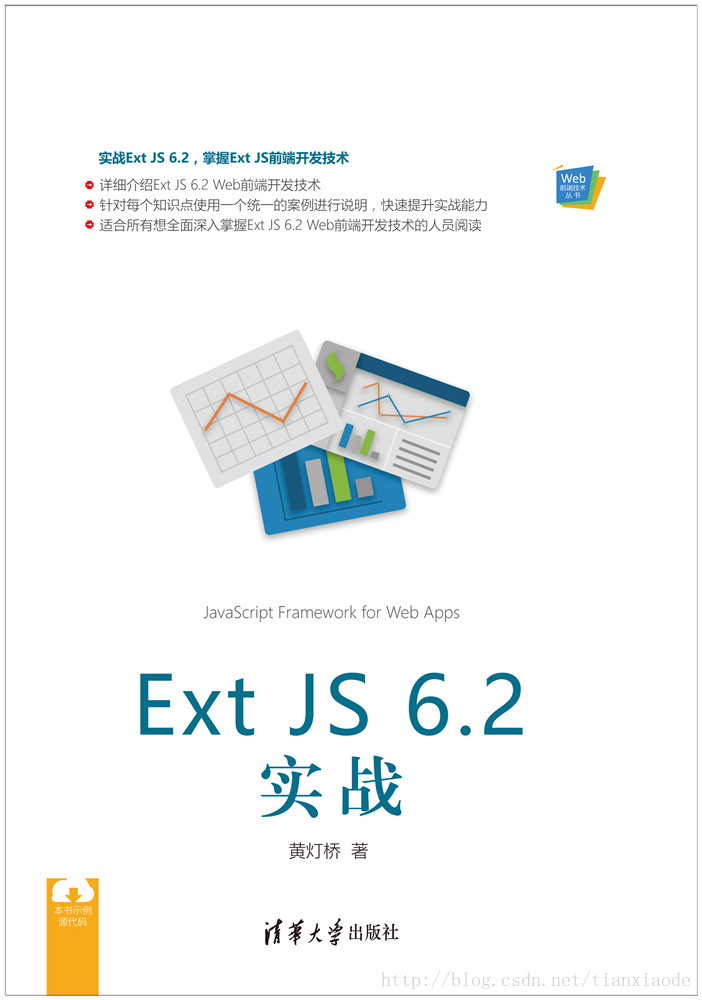 实战Ext JS 6.2，掌握Ext JS前端开发技术
详细介绍Ext JS 6.2 Web前端开发技术
针对每个知识点使用一个统一的案例进行说明，快速提升实战能力
适合所有想全面深入掌握Ext JS 6.2 Web前端开发技术的人员阅读
Web
前端技术
丛书
JavaScript Framework for Web Apps
Ext JS 6.2
实战
黄灯桥 著
本书示例
源代码
清华大学出版社
http://blog.csdn.net/tianxiaode